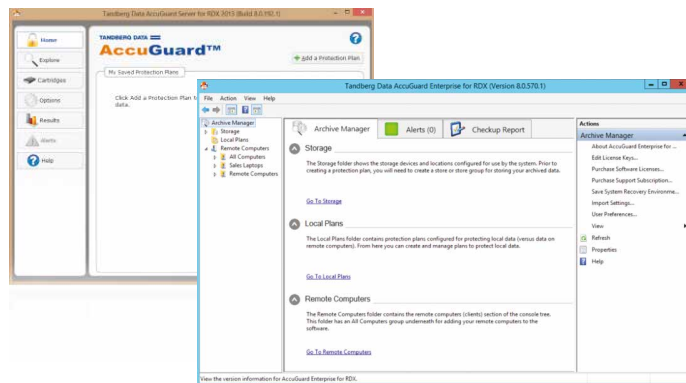 Tandberg Data AccuGuard Server for RDX 2013 (Build 8.0.192.1)
Home
Explore
Cartridges
Options
Results
Alerts
Help
TANDBERG DATA
AccuGuard™
Add a Protection Plan
My Saved Protection Plans
Click Add a Protection Plan t
data.
Tandberg Data AccuGuard Enterprise for RDX (Version 8.0.570.1)
File Action View Help
Archive Manager
Storage
Local Plans
Remote Computers
All Computers
Sales Laptops
Remote Computers
Archive Manager
Alerts (0)
Checkup Report
Storage
The Storage folder shows the storage devices and locations configured for use by the system. Prior to
creating a protection plan, you will need to create a store or store group for storing your archived data.
Go To Storage
Local Plans
The Local Plans folder contains protection plans configured for protecting local data (versus data on
remote computers). From here you can create and manage plans to protect local data.
Go To Local Plans
Remote Computers
The Remote Computers folder contains the remote computers (clients) section of the console tree.
This folder has an All Computers group underneath for adding your remote computers to the
software.
Go To Remote Computers
Actions
Archive Manager
About AccuGuard Enterprise for ...
Edit License Keys...
Purchase Software Licenses...
Purchase Support Subscription...
Save System Recovery Environme...
Import Settings...
User Preferences...
View
Refresh
Properties
Help
View the version information for AccuGuard Enterprise for RDX.